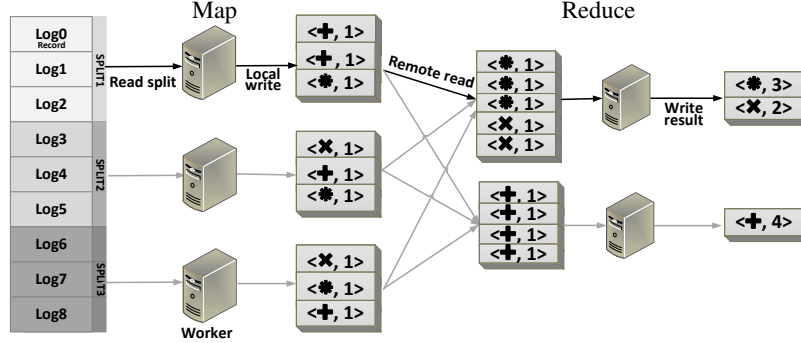 Map
Reduce
Log0
Record
Log1
Log2
Log3
Log4
Log5
Log6
Log7
Log8
SPLIT1
SPLIT2
SPLIT3
Read split
Local
write
Worker
<✚, 1>
<✚, 1>
<✸, 1>
<✖, 1>
<✚, 1>
<✸, 1>
<✖, 1>
<✸, 1>
<✚, 1>
Remote read
<✸, 1>
<✸, 1>
<✸, 1>
<✖, 1>
<✖, 1>
<✚, 1>
<✚, 1>
<✚, 1>
<✚, 1>
Write
result
<✸, 3>
<✖, 2>
<✚, 4>